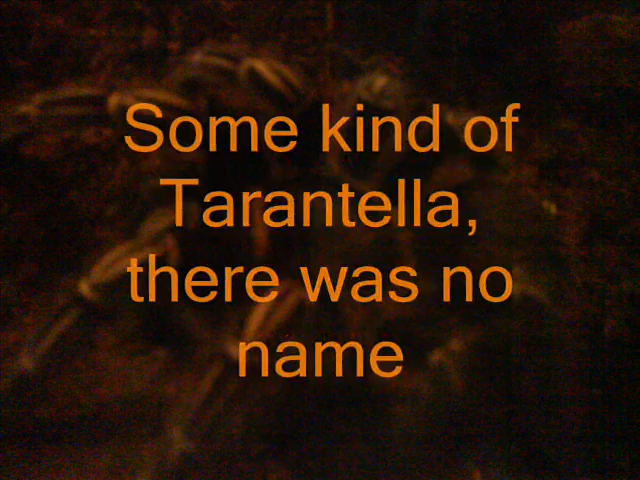 Some kind of
Tarantella,
there was no
name